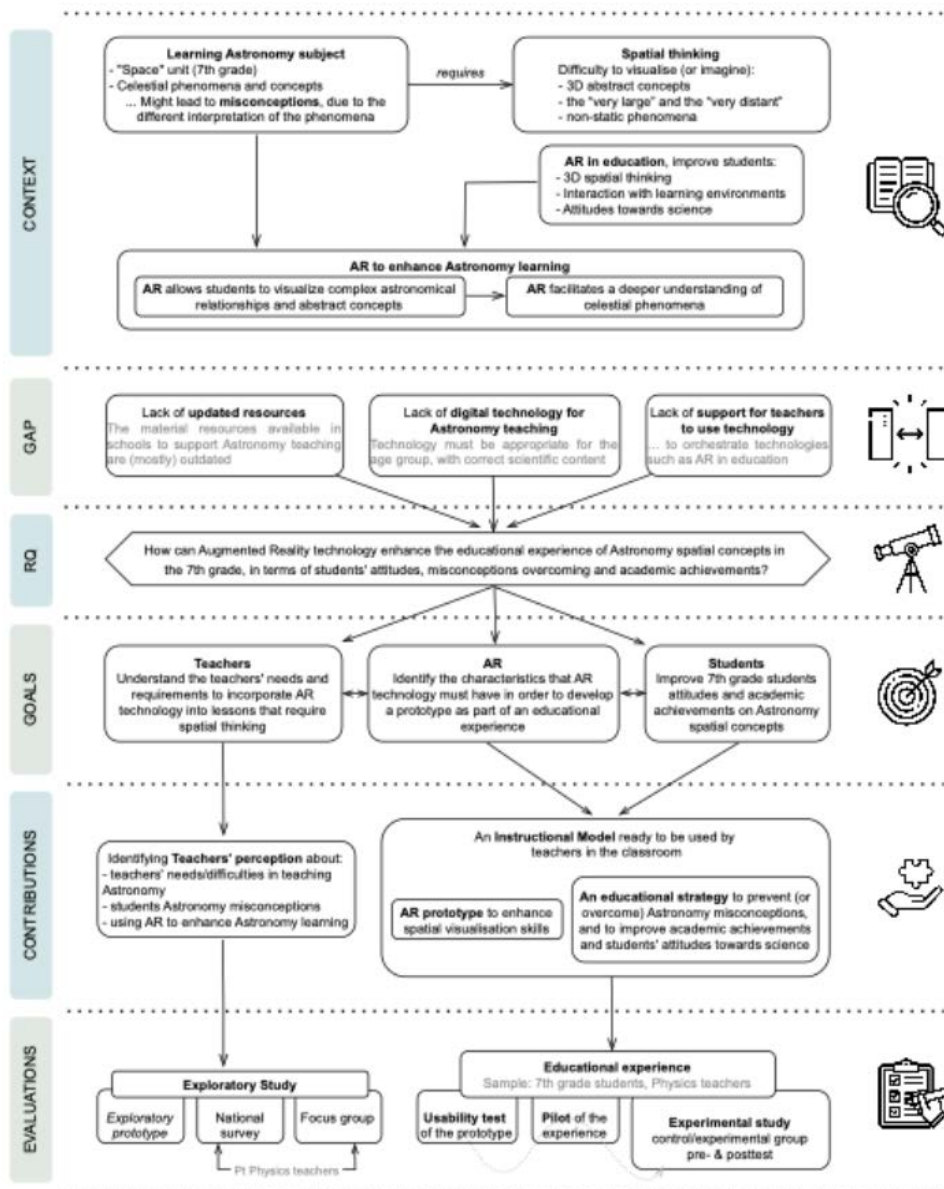 CONTEXT
Learning Astronomy subject
- "Space" unit (7th grade)
- Celestial phenomena and concepts
... Might lead to misconceptions, due to the
different interpretation of the phenomena
requires
Spatial thinking
Difficulty to visualise (or imagine):
- 3D abstract concepts
- the "very large" and the "very distant"
- non-static phenomena
AR in education, improve students:
- 3D spatial thinking
- Interaction with learning environments
- Attitudes towards science
AR to enhance Astronomy learning
AR allows students to visualize complex astronomical
relationships and abstract concepts
AR facilitates a deeper understanding of
celestial phenomena
GAP
Lack of updated resources
The material resources available in
schools to support Astronomy teaching
are (mostly) outdated
Lack of digital technology for
Astronomy teaching
Technology must be appropriate for the
age group, with correct scientific content
Lack of support for teachers
to use technology
... to orchestrate technologies
such as AR in education
RQ
How can Augmented Reality technology enhance the educational experience of Astronomy spatial concepts in
the 7th grade, in terms of students' attitudes, misconceptions overcoming and academic achievements?
GOALS
Teachers
Understand the teachers' needs and
requirements to incorporate AR
technology into lessons that require
spatial thinking
AR
Identify the characteristics that AR
technology must have in order to develop
a prototype as part of an educational
experience
Students
Improve 7th grade students
attitudes and academic
achievements on Astronomy
spatial concepts
CONTRIBUTIONS
Identifying Teachers' perception about:
- teachers' needs/difficulties in teaching
Astronomy
- students Astronomy misconceptions
- using AR to enhance Astronomy learning
An Instructional Model ready to be used by
teachers in the classroom
AR prototype to enhance
spatial visualisation skills
An educational strategy to prevent (or
overcome) Astronomy misconceptions,
and to improve academic achievements
and students' attitudes towards science
EVALUATIONS
Exploratory Study
Exploratory
prototype
National
survey
Focus group
Pt Physics teachers
Educational experience
Sample: 7th grade students, Physics teachers
Usability test
of the prototype
Pilot of the
experience
Experimental study
control/experimental group
pre- & posttest